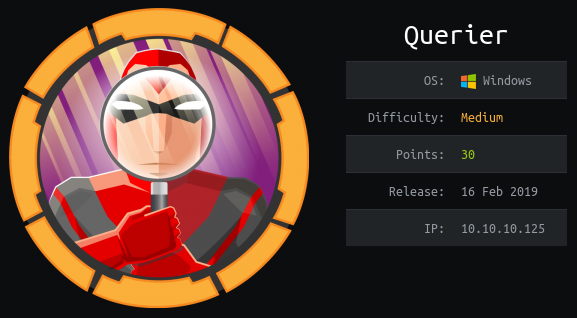 Querier
OS: Windows
Difficulty: Medium
Points: 30
Release: 16 Feb 2019
IP: 10.10.10.125